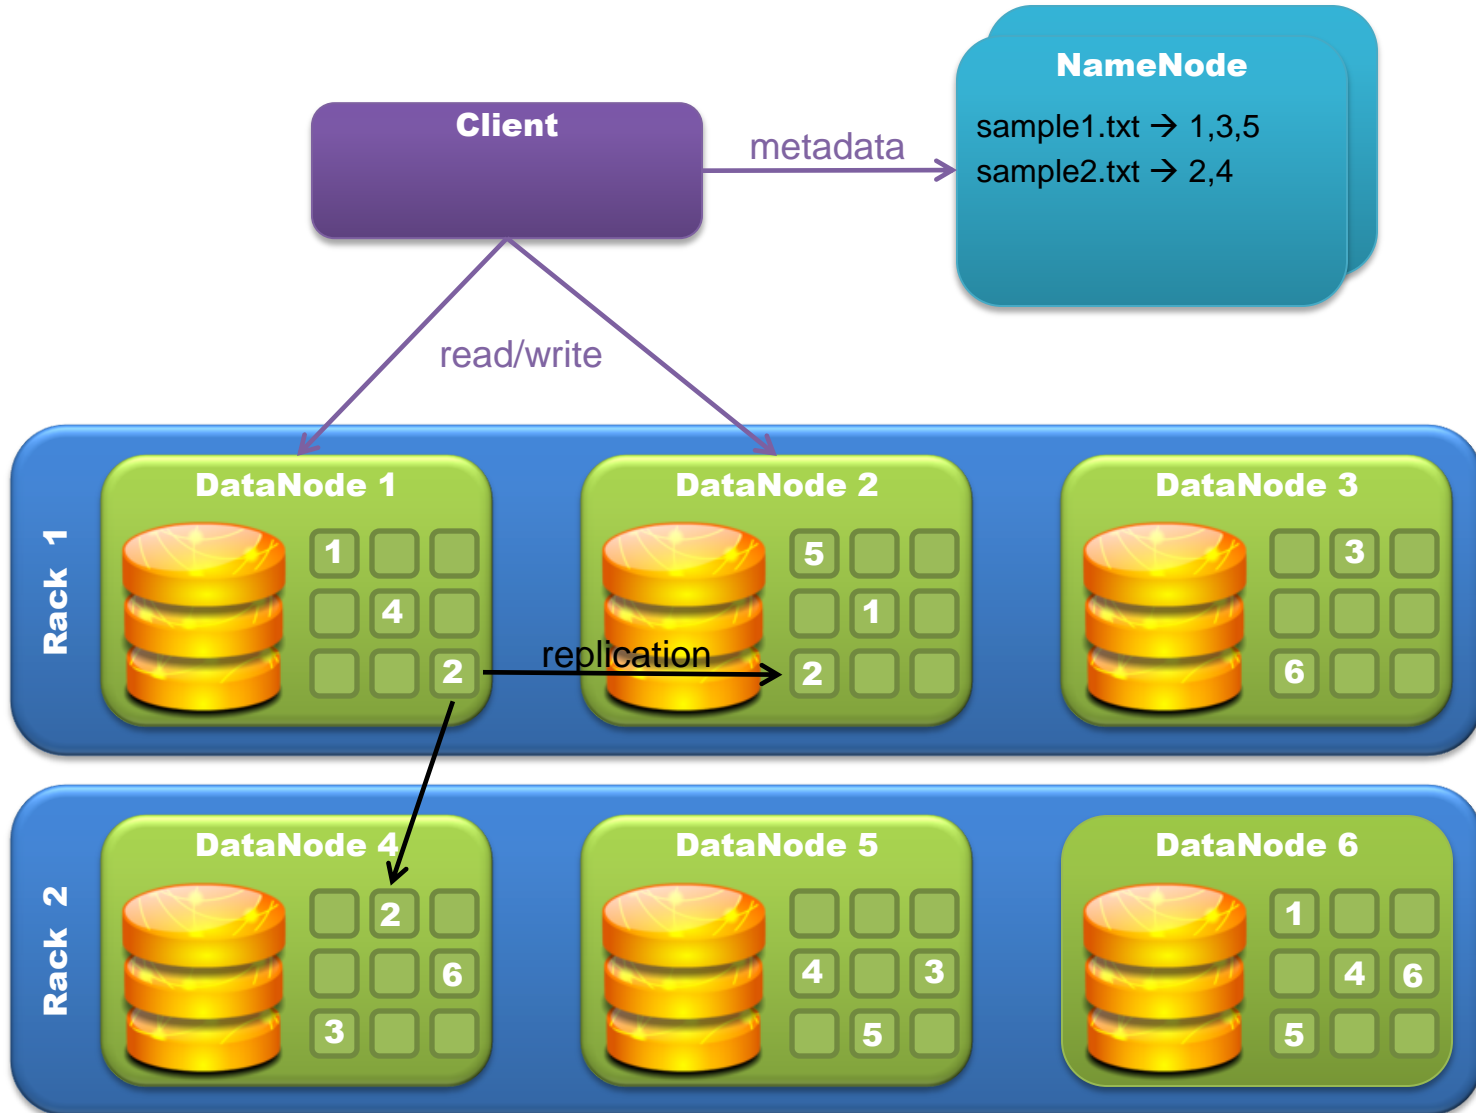 NameNode
Client
sample1.txt → 1,3,5
metadata
sample2.txt → 2,4
read/write
Rack 1
DataNode 1
1
4
2
replication
DataNode 2
5
1
2
DataNode 3
3
6
Rack 2
DataNode 4
2
6
3
DataNode 5
4 3
5
DataNode 6
1
4 6
5